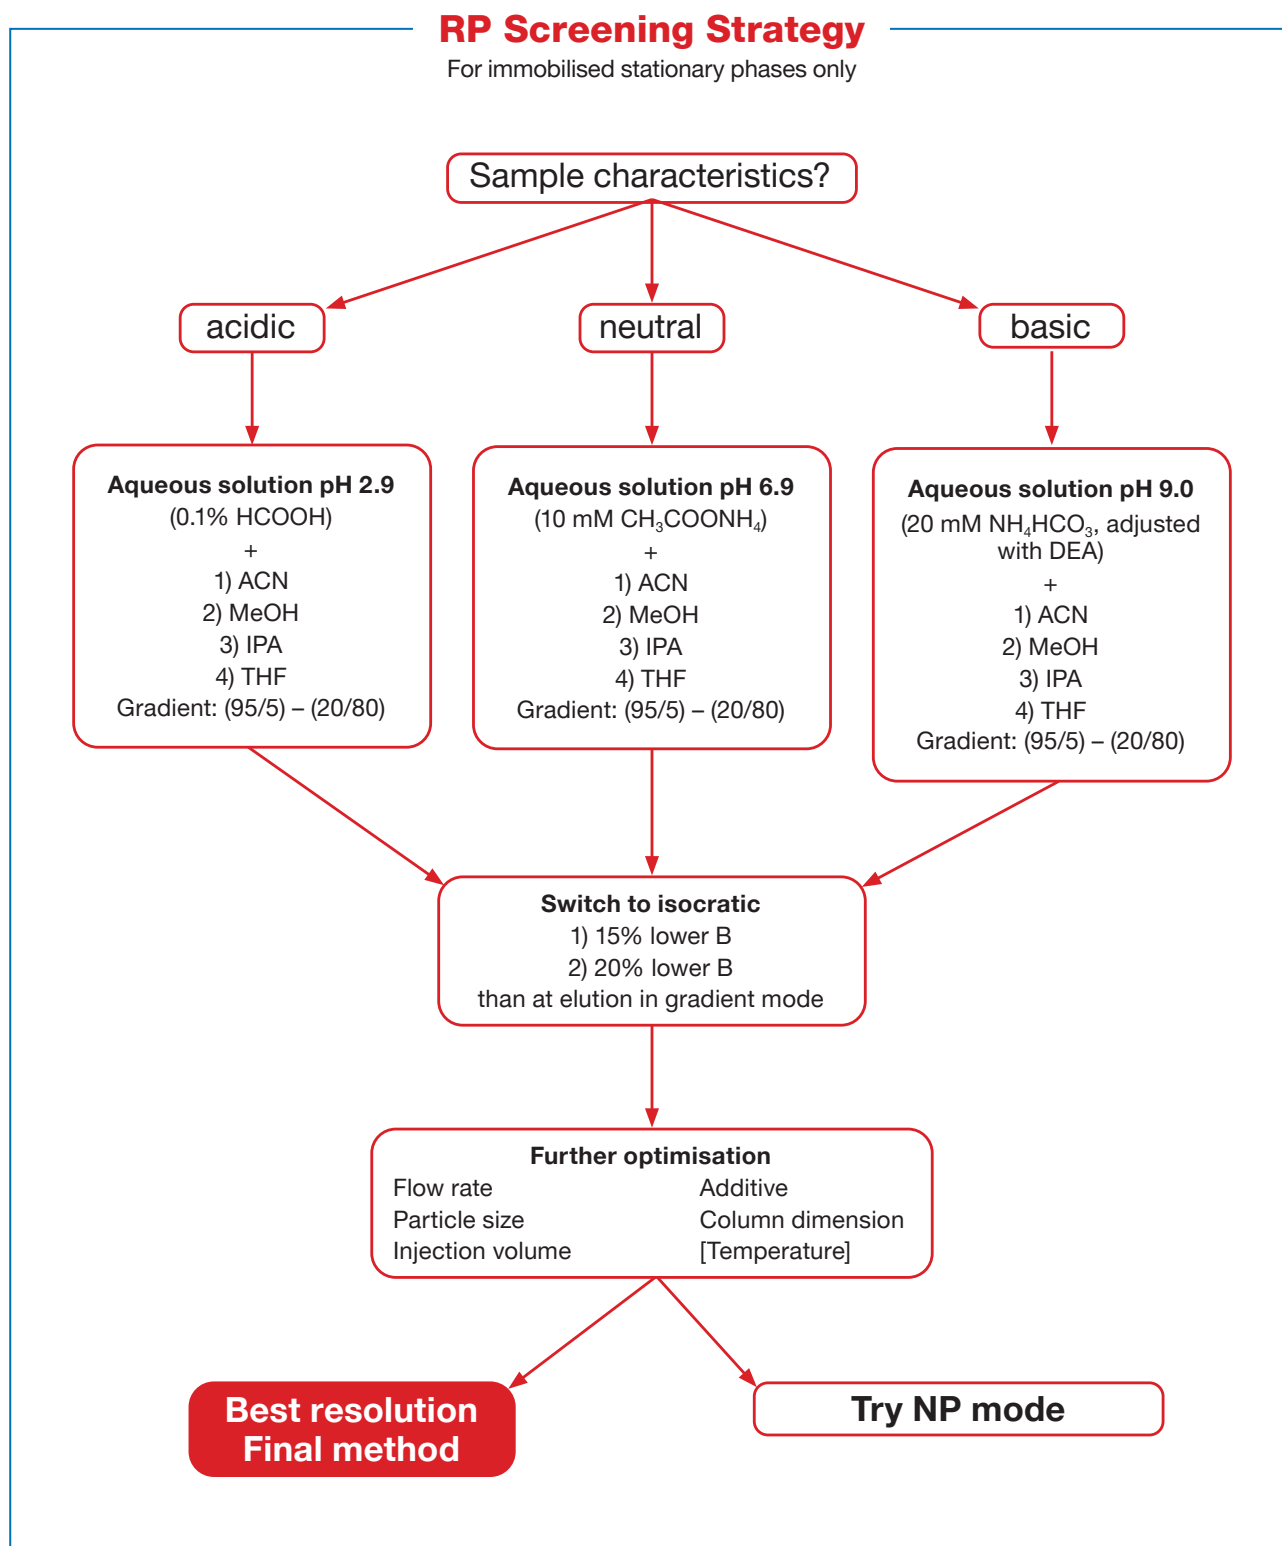 RP Screening Strategy
For immobilised stationary phases only
Sample characteristics?
acidic
neutral
basic
Aqueous solution pH 2.9
(0.1% HCOOH)
+
1) ACN
2) MeOH
3) IPA
4) THF
Gradient: (95/5) – (20/80)
Aqueous solution pH 6.9
(10 mM CH₃COONH₄)
+
1) ACN
2) MeOH
3) IPA
4) THF
Gradient: (95/5) – (20/80)
Aqueous solution pH 9.0
(20 mM NH₄HCO₃, adjusted
with DEA)
+
1) ACN
2) MeOH
3) IPA
4) THF
Gradient: (95/5) – (20/80)
Switch to isocratic
1) 15% lower B
2) 20% lower B
than at elution in gradient mode
Further optimisation
Flow rate
Particle size
Injection volume
Additive
Column dimension
[Temperature]
Best resolution
Final method
Try NP mode